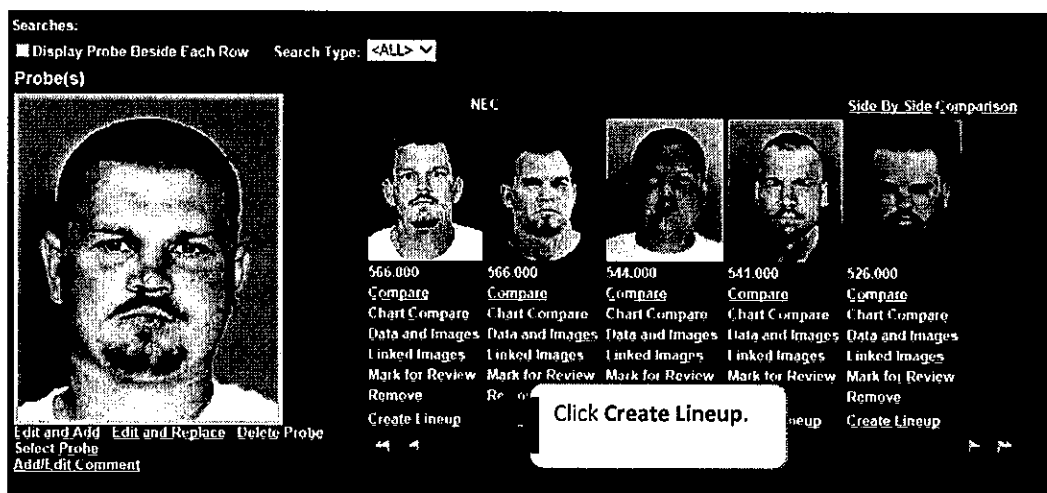 Searches:
Display Probe Beside Each Row Search Type: <ALL>
Probe(s)
NEC Side By Side Comparison
566.000 566.000 544.000 541.000 526.000
Compare Compare Compare Compare Compare
Chart Compare Chart Compare Chart Compare Chart Compare Chart Compare
Data and Images Data and Images Data and Images Data and Images Data and Images
Linked Images Linked Images Linked Images Linked Images Linked Images
Mark for Review Mark for Review Mark for Review Mark for Review Mark for Review
Remove Remove
Create Lineup Create Lineup
Click Create Lineup.
Edit and Add Edit and Replace Delete Probe
Select Probe
Add/Edit Comment